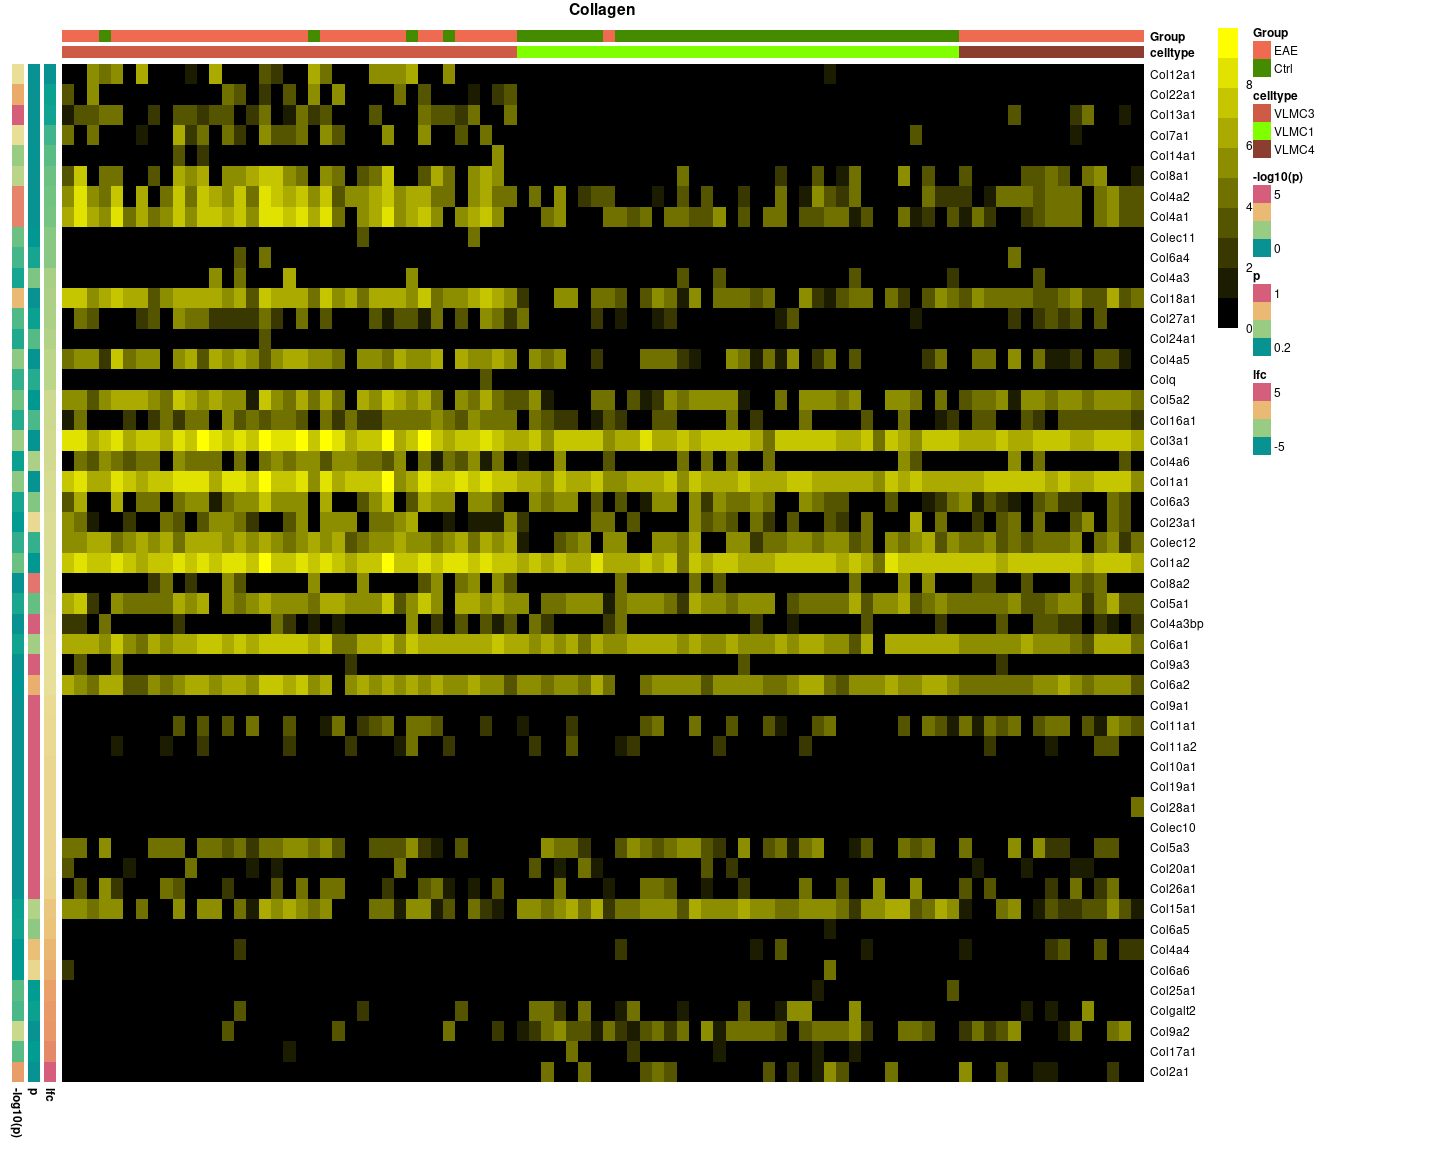 Collagen
Group
celltype
Col12a1
Col22a1
Col13a1
Col7a1
Col14a1
Col8a1
Col4a2
Col4a1
Colec11
Col6a4
Col4a3
Col18a1
Col27a1
Col24a1
Col4a5
Colq
Col5a2
Col16a1
Col3a1
Col4a6
Col1a1
Col6a3
Col23a1
Colec12
Col1a2
Col8a2
Col5a1
Col4a3bp
Col6a1
Col9a3
Col6a2
Col9a1
Col11a1
Col11a2
Col10a1
Col19a1
Col28a1
Colec10
Col5a3
Col20a1
Col26a1
Col15a1
Col6a5
Col4a4
Col6a6
Col25a1
Colgalt2
Col9a2
Col17a1
Col2a1
-log10(p)
p
lfc
8
6
4
2
0
Group
EAE
Ctrl
celltype
VLMC3
VLMC1
VLMC4
-log10(p)
5
0
p
1
0.2
lfc
5
-5